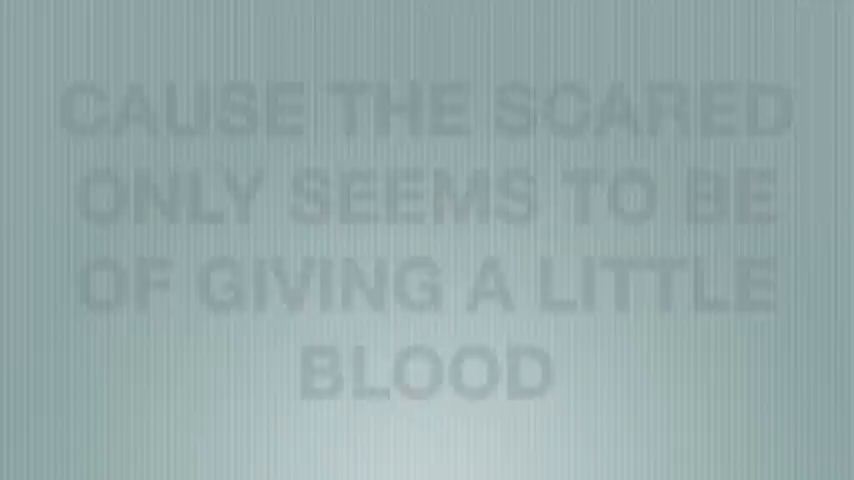 CAUSE THE SCARED
ONLY SEEMS TO BE
OF GIVING A LITTLE
BLOOD